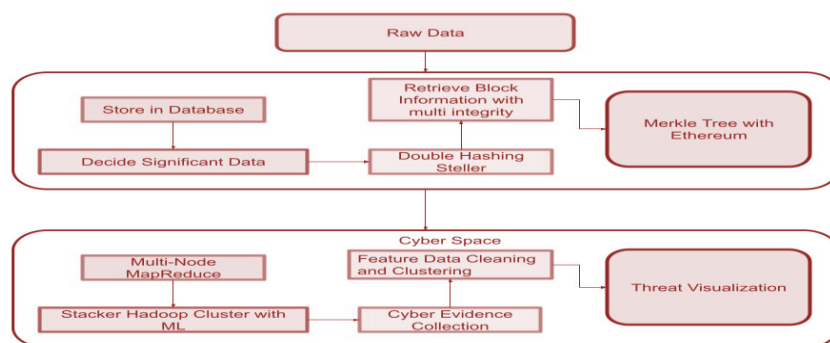 Raw Data
Store in Database
Decide Significant Data
Double Hashing
Steller
Retrieve Block
Information with
multi integrity
Merkle Tree with
Ethereum
Cyber Space
Multi-Node
MapReduce
Stacker Hadoop Cluster with
ML
Cyber Evidence
Collection
Feature Data Cleaning
and Clustering
Threat Visualization